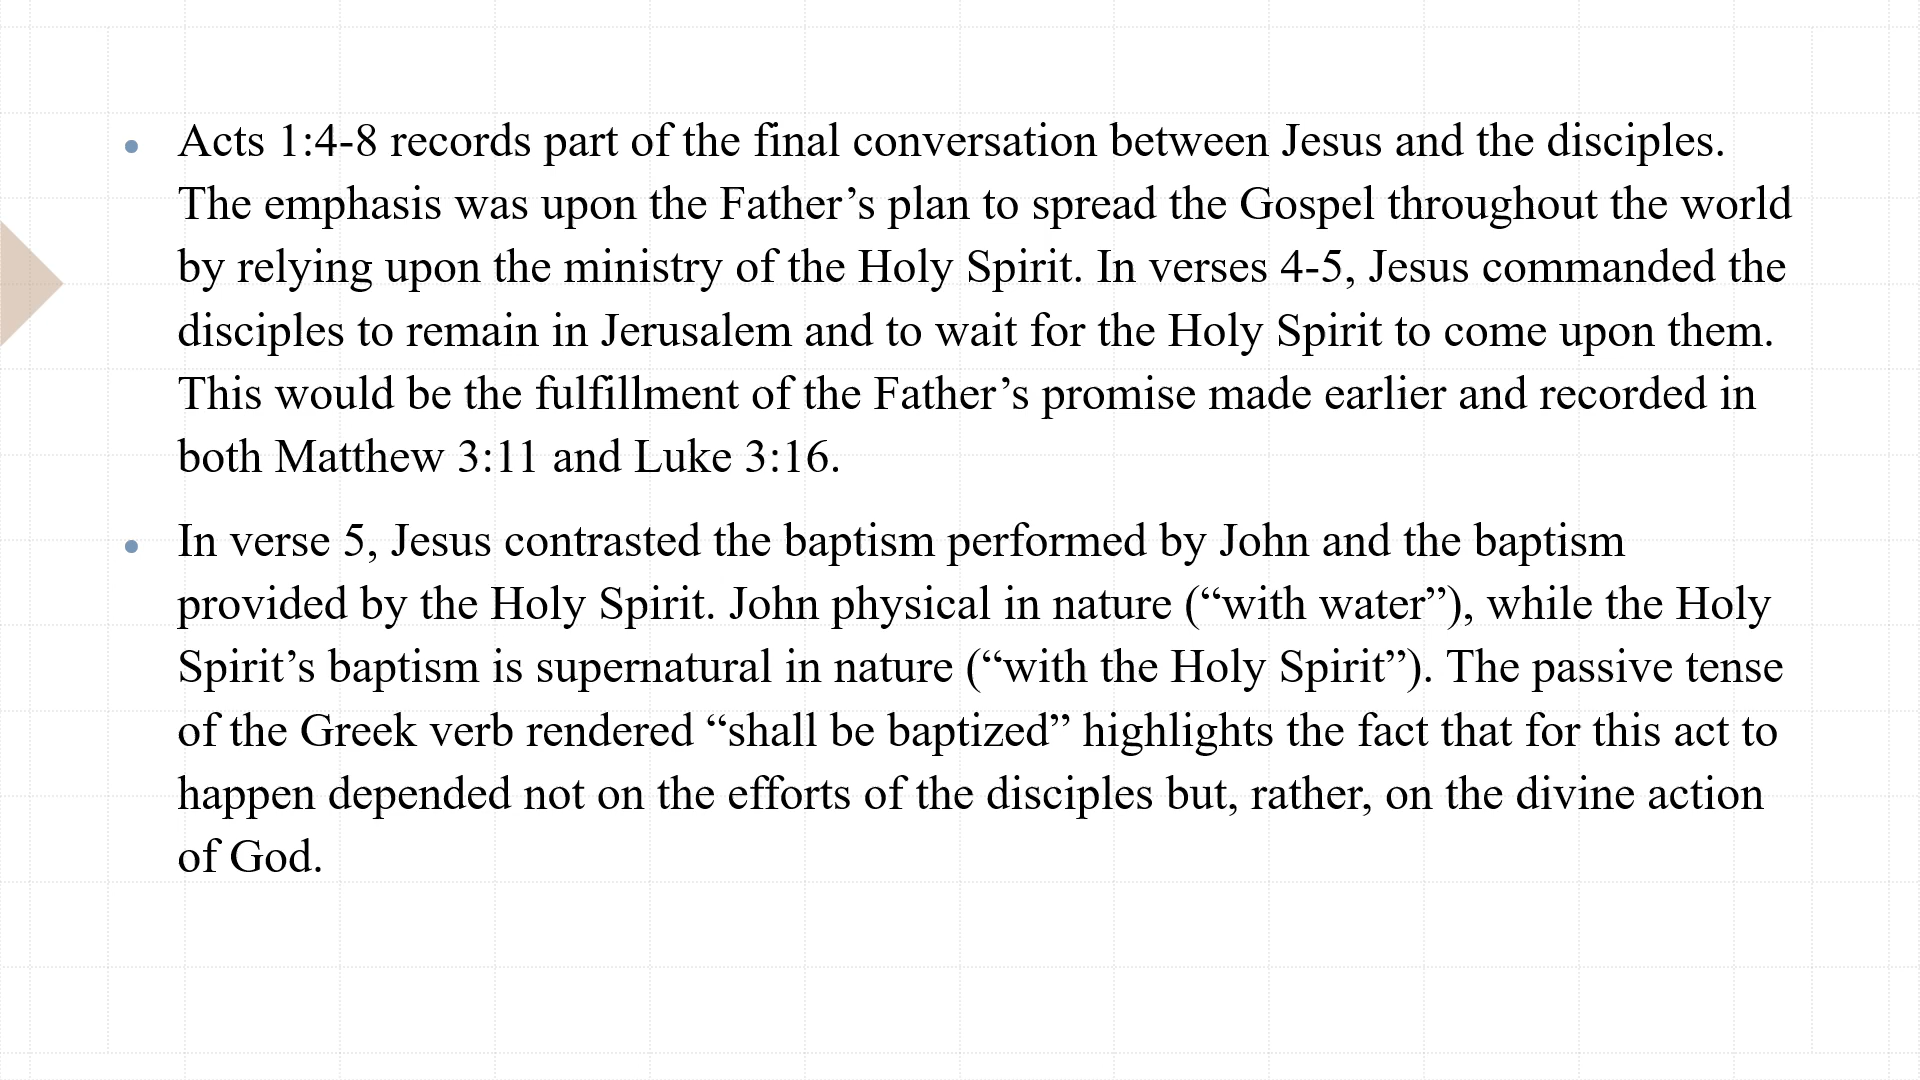 • Acts 1:4-8 records part of the final conversation between Jesus and the disciples.
The emphasis was upon the Father’s plan to spread the Gospel throughout the world
by relying upon the ministry of the Holy Spirit. In verses 4-5, Jesus commanded the
disciples to remain in Jerusalem and to wait for the Holy Spirit to come upon them.
This would be the fulfillment of the Father’s promise made earlier and recorded in
both Matthew 3:11 and Luke 3:16.
• In verse 5, Jesus contrasted the baptism performed by John and the baptism
provided by the Holy Spirit. John physical in nature (“with water”), while the Holy
Spirit’s baptism is supernatural in nature (“with the Holy Spirit”). The passive tense
of the Greek verb rendered “shall be baptized” highlights the fact that for this act to
happen depended not on the efforts of the disciples but, rather, on the divine action
of God.